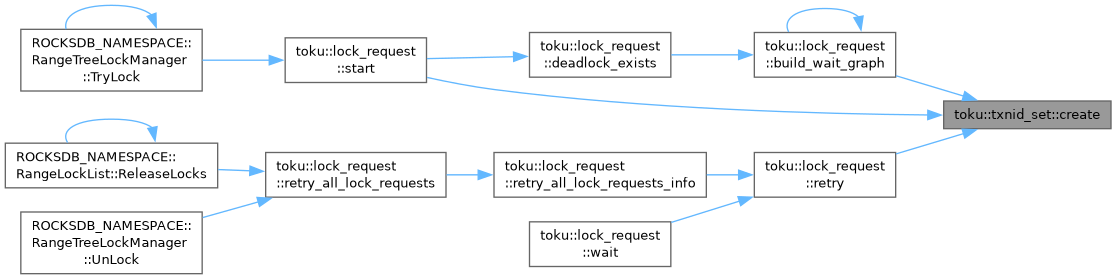 ROCKSDB_NAMESPACE::
RangeTreeLockManager
::TryLock
toku::lock_request
::start
toku::lock_request
::deadlock_exists
toku::lock_request
::build_wait_graph
toku::txnid_set::create
ROCKSDB_NAMESPACE::
RangeLockList::ReleaseLocks
toku::lock_request
::retry_all_lock_requests
toku::lock_request
::retry_all_lock_requests_info
toku::lock_request
::retry
ROCKSDB_NAMESPACE::
RangeTreeLockManager
::UnLock
toku::lock_request
::wait